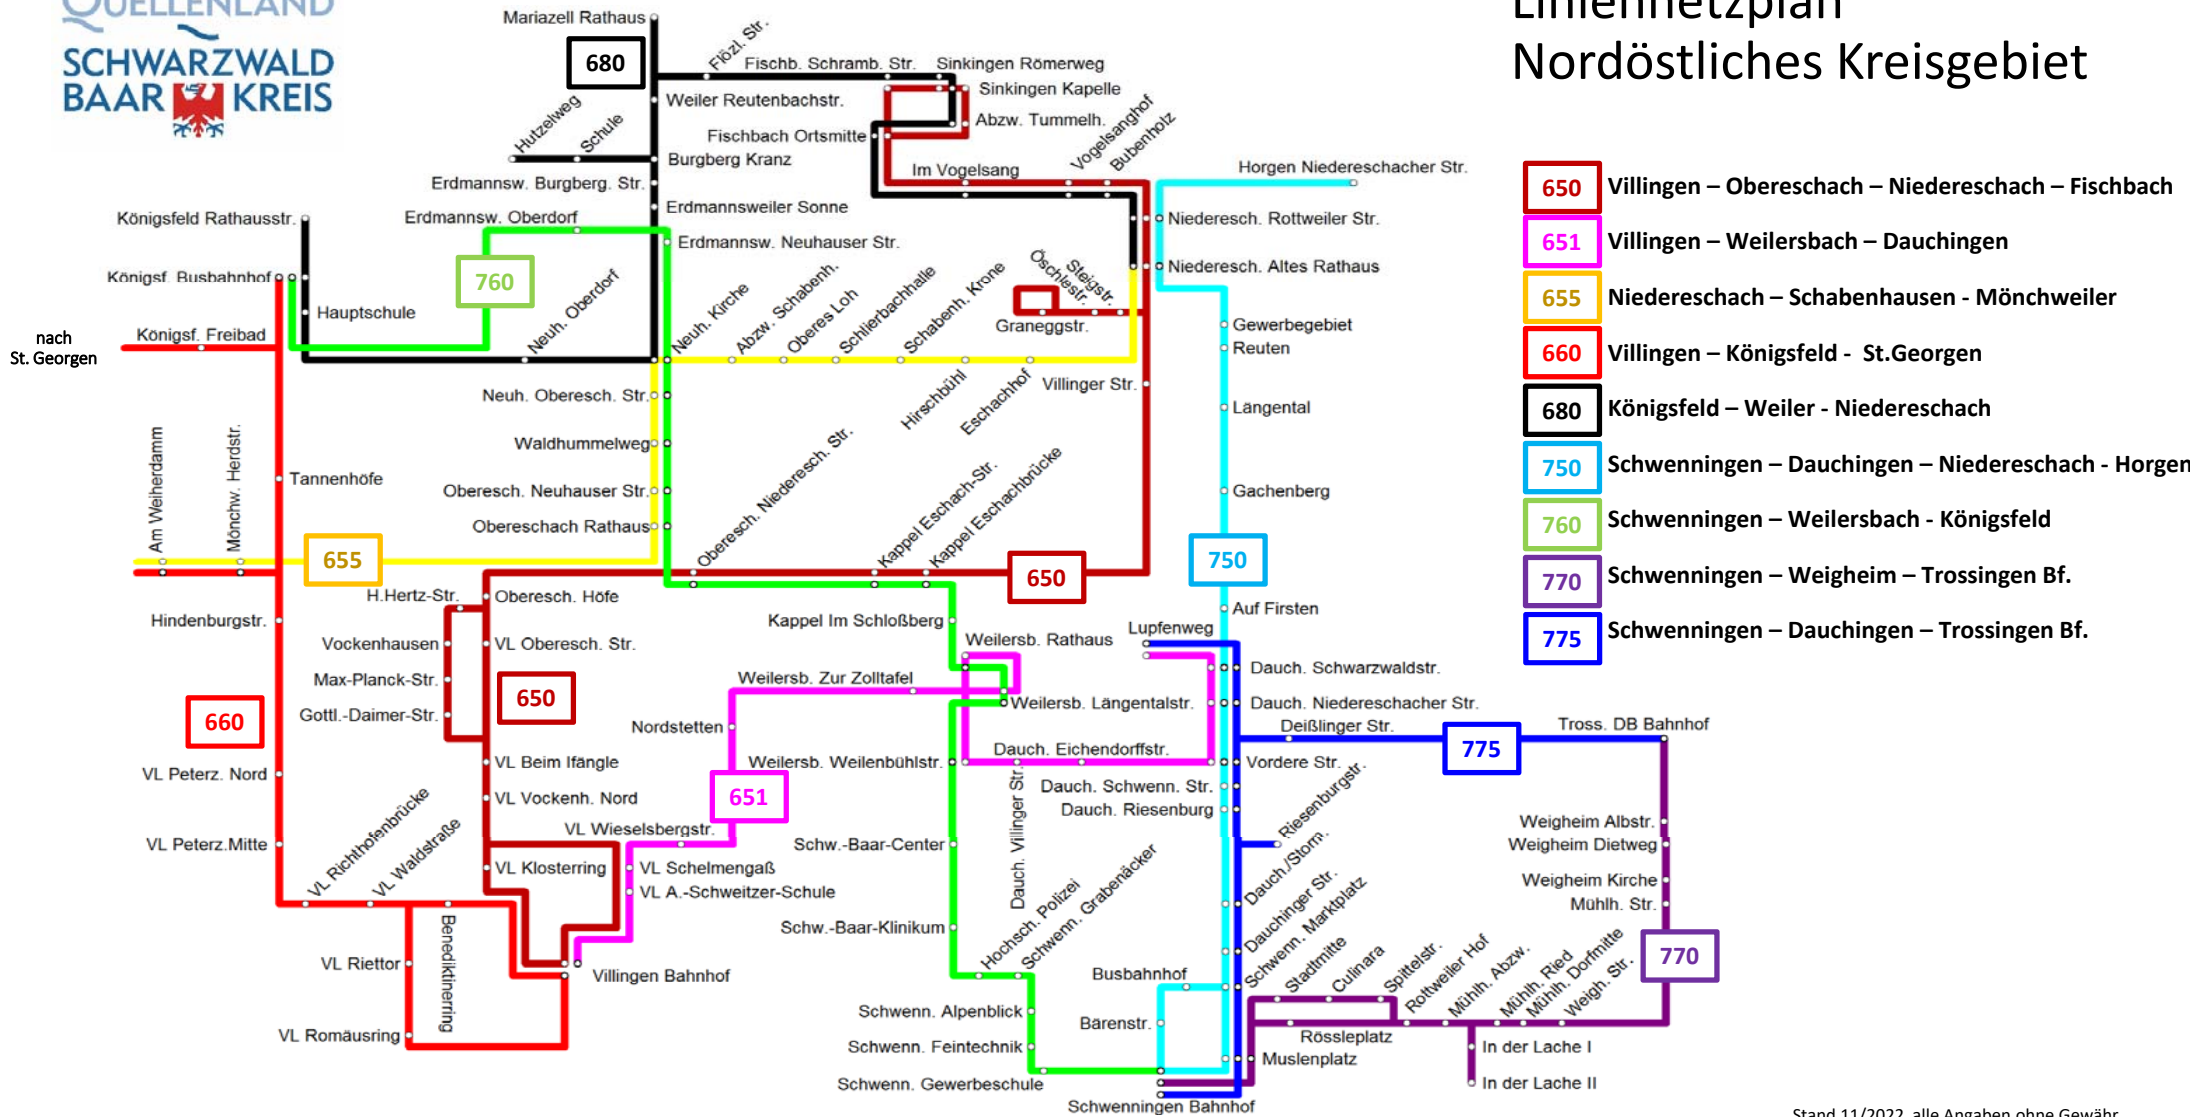 QUELLENLAND
SCHWARZWALD
BAAR KREIS
Liniennetzplan
Nordöstliches Kreisgebiet
650 Villingen – Obereschach – Niedereschach – Fischbach
651 Villingen – Weilersbach – Dauchingen
655 Niedereschach – Schabenhausen - Mönchweiler
660 Villingen – Königsfeld - St.Georgen
680 Königsfeld – Weiler - Niedereschach
750 Schwenningen – Dauchingen – Niedereschach - Horgen
760 Schwenningen – Weilersbach - Königsfeld
770 Schwenningen – Weigheim – Trossingen Bf.
775 Schwenningen – Dauchingen – Trossingen Bf.
Mariazell Rathaus
680
Flözl. Str.
Fischb. Schramb. Str.
Sinkingen Römerweg
Sinkingen Kapelle
Weiler Reutenbachstr.
Abzw. Tummelh.
Fischbach Ortsmitte
Hutzelweg
Schule
Burgberg Kranz
Im Vogelsang
Vogelsanghof
Bubenholz
Horgen Niedereschacher Str.
Erdmannsw. Burgberg. Str.
Erdmannsweiler Sonne
Königsfeld Rathausstr.
Erdmannsw. Oberdorf
Niederesch. Rottweiler Str.
Erdmannsw. Neuhauser Str.
Königsf. Busbahnhof
760
Niederesch. Altes Rathaus
Öschlestr.
Steigstr.
Graneggstr.
Hauptschule
Neuh. Oberdorf
Neuh. Kirche
Abzw. Schabenh.
Oberes Loh
Schlierbachhalle
Schabenh. Krone
Hirschbühl
Eschachhof
Gewerbegebiet
Reuten
nach
St. Georgen
Königsf. Freibad
Villinger Str.
Neuh. Oberesch. Str.
Längental
Waldhummelweg
Am Weiherdamm
Mönchw. Herdstr.
Tannenhöfe
Oberesch. Neuhauser Str.
Obereschach Rathaus
Oberesch. Niederesch. Str.
Kappel Eschach-Str.
Kappel Eschachbrücke
Gachenberg
655
650
750
H.Hertz-Str.
Oberesch. Höfe
Hindenburgstr.
Vockenhausen
VL Oberesch. Str.
Max-Planck-Str.
Gottl.-Daimer-Str.
650
660
Kappel Im Schloßberg
Weilersb. Rathaus
Lupfenweg
Auf Firsten
Dauch. Schwarzwaldstr.
Weilersb. Zur Zolltafel
Weilersb. Längentalstr.
Dauch. Niedereschacher Str.
Nordstetten
Deißlinger Str.
Tross. DB Bahnhof
775
Dauch. Eichendorffstr.
Weilersb. Weilenbühlstr.
Vordere Str.
VL Beim Ifängle
VL Peterz. Nord
VL Vockenh. Nord
651
Dauch. Villinger Str.
Dauch. Schwenn. Str.
Dauch. Riesenburg
Riesenburgstr.
VL Wieselsbergstr.
VL Peterz.Mitte
VL Richthofenbrücke
VL Waldstraße
VL Klosterring
VL Schelmengaß
VL A.-Schweitzer-Schule
Schw.-Baar-Center
Weigheim Albstr.
Weigheim Dietweg
Weigheim Kirche
Mühlh. Str.
Dauch./Storm.
Dauchinger Str.
Schwenn. Marktplatz
Schw.-Baar-Klinikum
Hochsch. Polizei
Schwenn. Grabenäcker
Benediktinerring
VL Riettor
Villingen Bahnhof
VL Romäusring
Busbahnhof
Stadtmitte
Culinara
Spittelstr.
Rottweiler Hof
Mühlh. Abzw.
Mühlh. Ried
Mühlh. Dorfmitte
Weigh. Str.
770
Schwenn. Alpenblick
Bärenstr.
Rössleplatz
Schwenn. Feintechnik
Muslenplatz
In der Lache I
Schwenn. Gewerbeschule
In der Lache II
Schwenningen Bahnhof
Stand 11/2022, alle Angaben ohne Gewähr